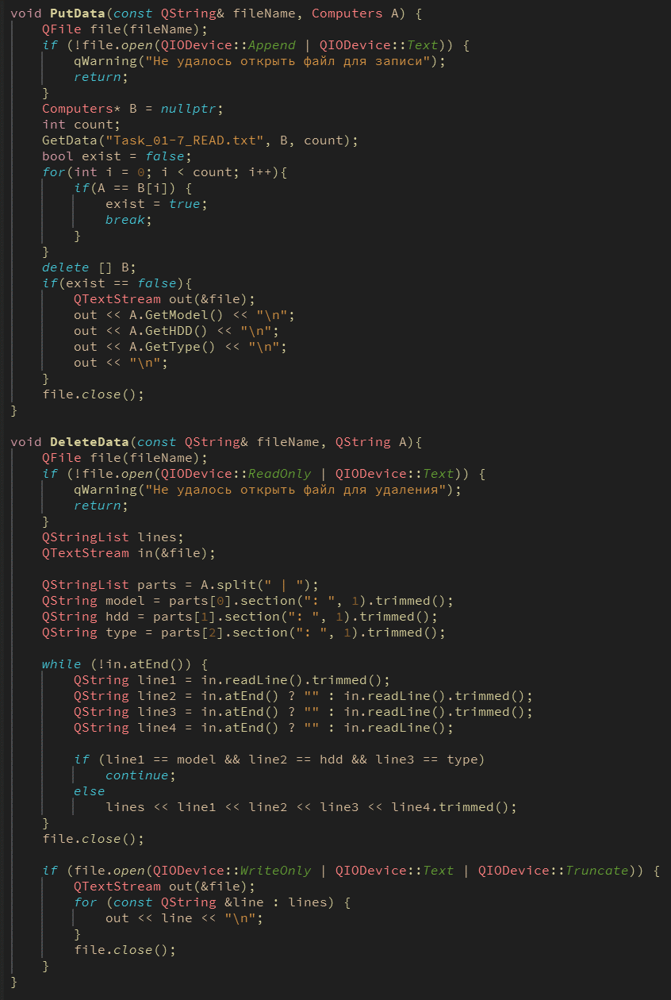 void PutData(const QString& fileName, Computers A) {
    QFile file(fileName);
    if (!file.open(QIODevice::Append | QIODevice::Text)) {
        qWarning("Не удалось открыть файл для записи");
        return;
    }
    Computers* B = nullptr;
    int count;
    GetData("Task_01-7_READ.txt", B, count);
    bool exist = false;
    for(int i = 0; i < count; i++){
        if(A == B[i]) {
            exist = true;
            break;
        }
    }
    delete [] B;
    if(exist == false){
        QTextStream out(&file);
        out << A.GetModel() << "\n";
        out << A.GetHDD() << "\n";
        out << A.GetType() << "\n";
        out << "\n";
    }
    file.close();
}

void DeleteData(const QString& fileName, QString A){
    QFile file(fileName);
    if (!file.open(QIODevice::ReadOnly | QIODevice::Text)) {
        qWarning("Не удалось открыть файл для удаления");
        return;
    }
    QStringList lines;
    QTextStream in(&file);

    QStringList parts = A.split(" | ");
    QString model = parts[0].section(": ", 1).trimmed();
    QString hdd = parts[1].section(": ", 1).trimmed();
    QString type = parts[2].section(": ", 1).trimmed();

    while (!in.atEnd()) {
        QString line1 = in.readLine().trimmed();
        QString line2 = in.atEnd() ? "" : in.readLine().trimmed();
        QString line3 = in.atEnd() ? "" : in.readLine().trimmed();
        QString line4 = in.atEnd() ? "" : in.readLine();

        if (line1 == model && line2 == hdd && line3 == type)
            continue;
        else
            lines << line1 << line2 << line3 << line4.trimmed();
    }
    file.close();

    if (file.open(QIODevice::WriteOnly | QIODevice::Text | QIODevice::Truncate)) {
        QTextStream out(&file);
        for (const QString &line : lines) {
            out << line << "\n";
        }
        file.close();
    }
}